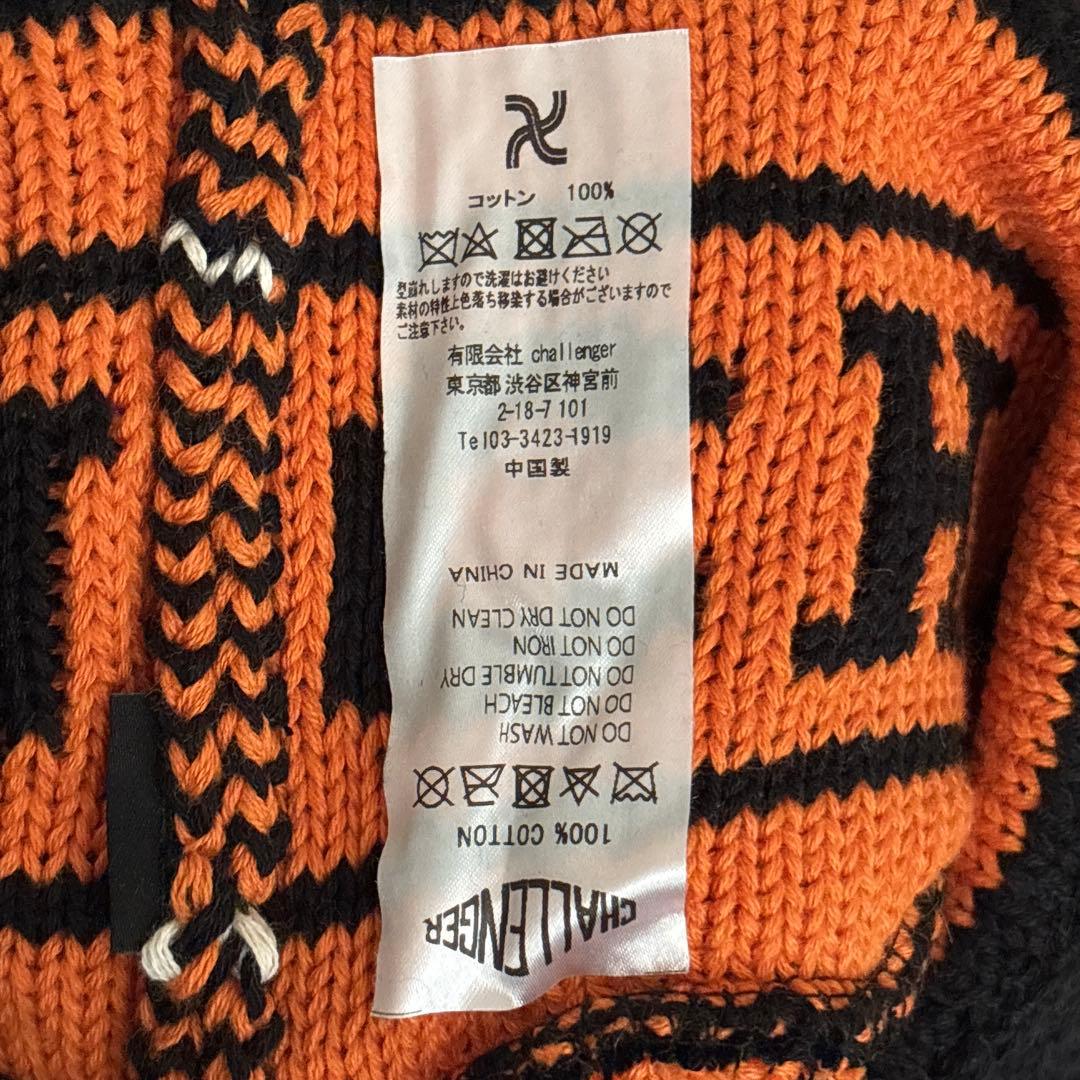 コットン 100%
型崩れしますので洗濯はお避けください
素材の特性上色落ち移染する場合がございますので
ご注意下さい。
有限会社 challenger
東京都渋谷区神宮前
2-18-7 101
Tel03-3423-1919
中国製
MADE IN CHINA
DO NOT DRY CLEAN
DO NOT IRON
DO NOT TUMBLE DRY
DO NOT BLEACH
DO NOT WASH
100% COTTON
CHALLENGER